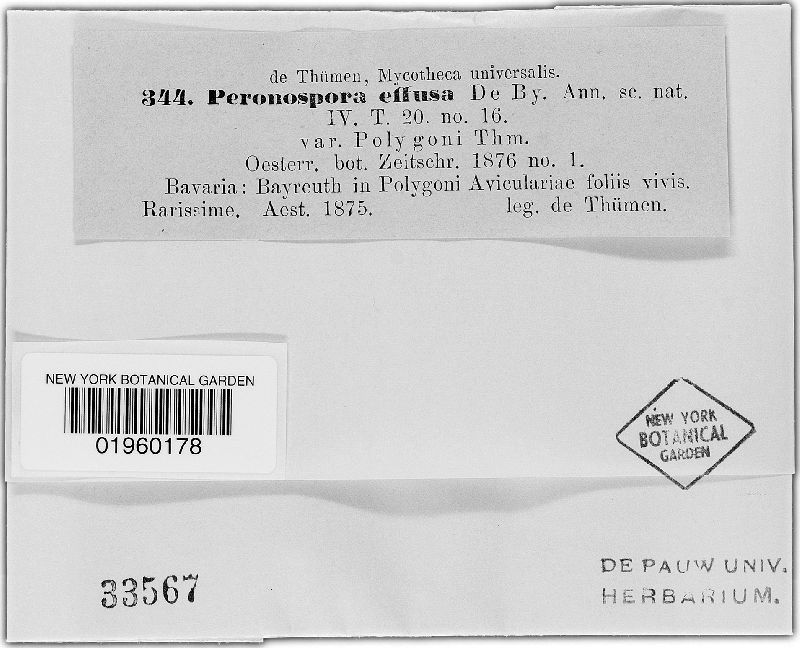 de Thümen, Mycotheca universalis.
344. Peronospora effusa De By. Ann. sc. nat.
IV. T. 20. no. 16.
var. Polygoni Thm.
Oesterr. bot. Zeitschr. 1876 no. 1.
Bavaria: Bayreuth in Polygoni Aviculariae foliis vivis.
Rarissime. Aest. 1875. leg. de Thümen.
NEW YORK BOTANICAL GARDEN
01960178
NEW YORK
BOTANICAL
GARDEN
33567
DE PAUW UNIV.
HERBARIUM.